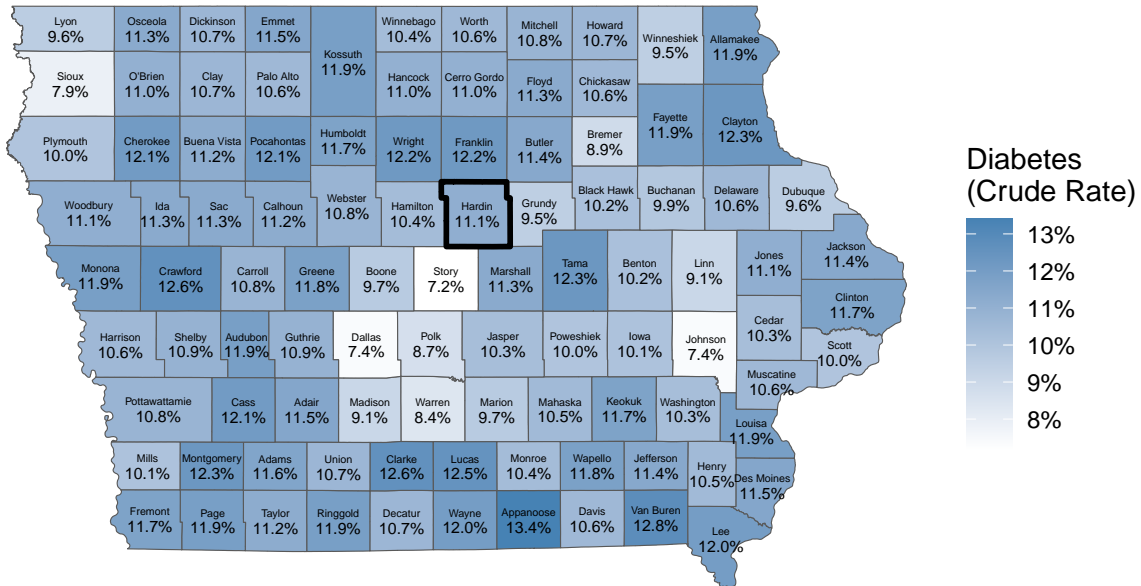 Lyon
9.6%
Osceola
11.3%
Dickinson
10.7%
Emmet
11.5%
Kossuth
11.9%
Winnebago
10.4%
Worth
10.6%
Mitchell
10.8%
Howard
10.7%
Winneshiek
9.5%
Allamakee
11.9%
Sioux
7.9%
O'Brien
11.0%
Clay
10.7%
Palo Alto
10.6%
Hancock
11.0%
Cerro Gordo
11.0%
Floyd
11.3%
Chickasaw
10.6%
Fayette
11.9%
Clayton
12.3%
Plymouth
10.0%
Cherokee
12.1%
Buena Vista
11.2%
Pocahontas
12.1%
Humboldt
11.7%
Wright
12.2%
Franklin
12.2%
Butler
11.4%
Bremer
8.9%
Woodbury
11.1%
Ida
11.3%
Sac
11.3%
Calhoun
11.2%
Webster
10.8%
Hamilton
10.4%
Hardin
11.1%
Grundy
9.5%
Black Hawk
10.2%
Buchanan
9.9%
Delaware
10.6%
Dubuque
9.6%
Monona
11.9%
Crawford
12.6%
Carroll
10.8%
Greene
11.8%
Boone
9.7%
Story
7.2%
Marshall
11.3%
Tama
12.3%
Benton
10.2%
Linn
9.1%
Jones
11.1%
Jackson
11.4%
Clinton
11.7%
Harrison
10.6%
Shelby
10.9%
Audubon
11.9%
Guthrie
10.9%
Dallas
7.4%
Polk
8.7%
Jasper
10.3%
Poweshiek
10.0%
Iowa
10.1%
Johnson
7.4%
Cedar
10.3%
Scott
10.0%
Muscatine
10.6%
Pottawattamie
10.8%
Cass
12.1%
Adair
11.5%
Madison
9.1%
Warren
8.4%
Marion
9.7%
Mahaska
10.5%
Keokuk
11.7%
Washington
10.3%
Louisa
11.9%
Mills
10.1%
Montgomery
12.3%
Adams
11.6%
Union
10.7%
Clarke
12.6%
Lucas
12.5%
Monroe
10.4%
Wapello
11.8%
Jefferson
11.4%
Henry
10.5%
Des Moines
11.5%
Fremont
11.7%
Page
11.9%
Taylor
11.2%
Ringgold
11.9%
Decatur
10.7%
Wayne
12.0%
Appanoose
13.4%
Davis
10.6%
Van Buren
12.8%
Lee
12.0%
Diabetes
(Crude Rate)
13%
12%
11%
10%
9%
8%